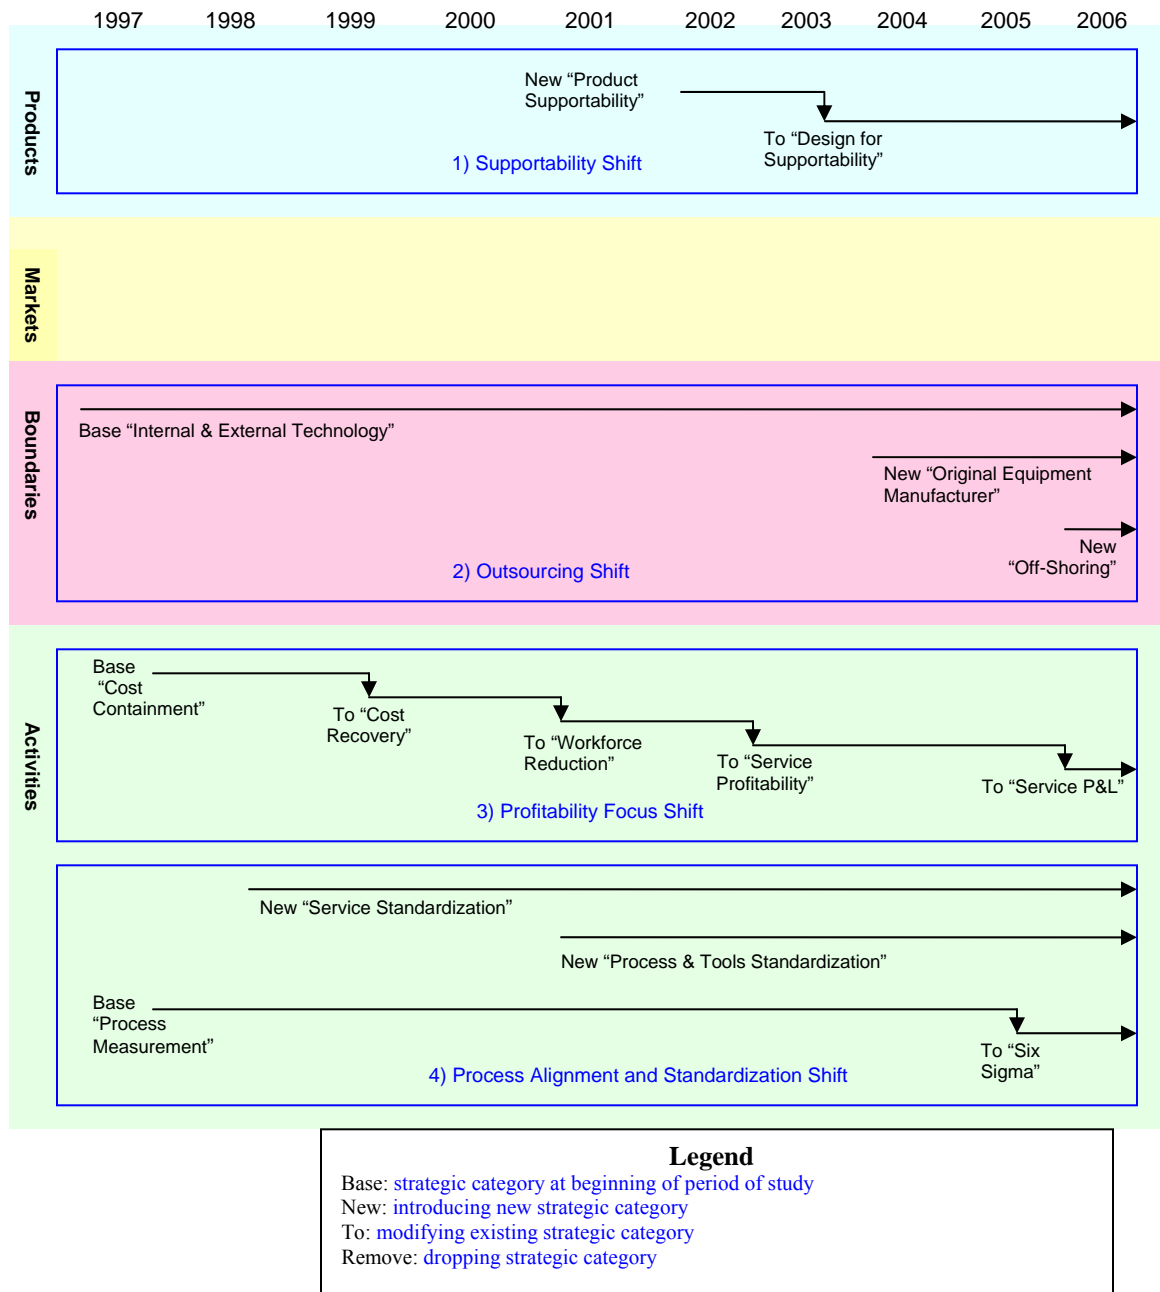 1997 1998 1999 2000 2001 2002 2003 2004 2005 2006
Products
New “Product
Supportability”
To “Design for
Supportability”
1) Supportability Shift
Markets
Boundaries
Base “Internal & External Technology”
New “Original Equipment
Manufacturer”
New
“Off-Shoring”
2) Outsourcing Shift
Activities
Base
“Cost
Containment”
To “Cost
Recovery”
To “Workforce
Reduction”
To “Service
Profitability”
To “Service P&L”
3) Profitability Focus Shift
New “Service Standardization”
New “Process & Tools Standardization”
Base
“Process
Measurement”
To “Six
Sigma”
4) Process Alignment and Standardization Shift
Legend
Base: strategic category at beginning of period of study
New: introducing new strategic category
To: modifying existing strategic category
Remove: dropping strategic category